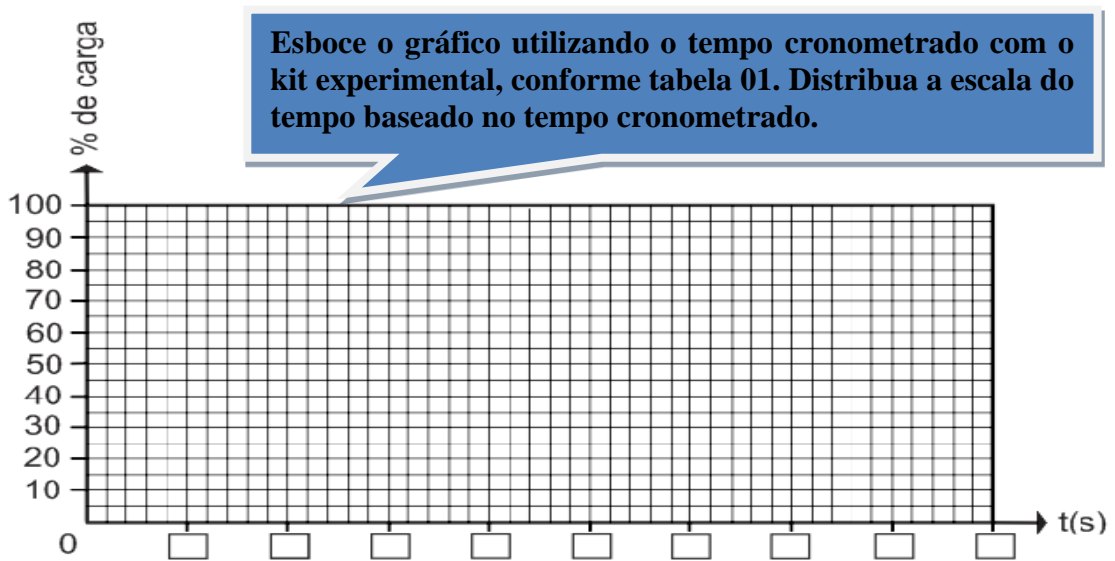 Esboce o gráfico utilizando o tempo cronometrado com o
kit experimental, conforme tabela 01. Distribua a escala do
tempo baseado no tempo cronometrado.
% de carga
100
90
80
70
60
50
40
30
20
10
0
t(s)